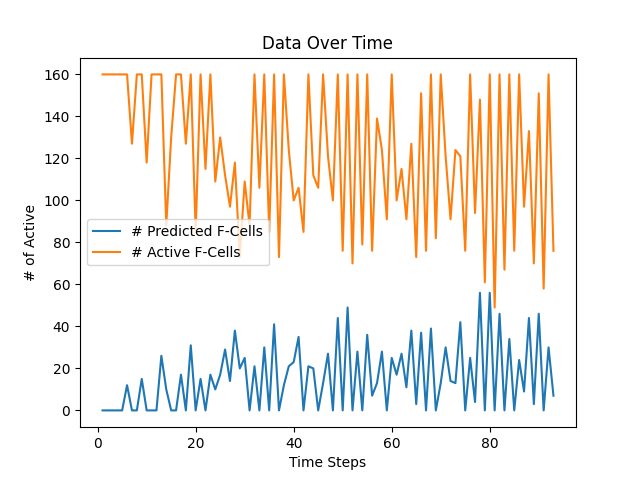 Data Over Time
160
140
120
100
80
60
40
20
0
# of Active
# Predicted F-Cells
# Active F-Cells
0 20 40 60 80
Time Steps